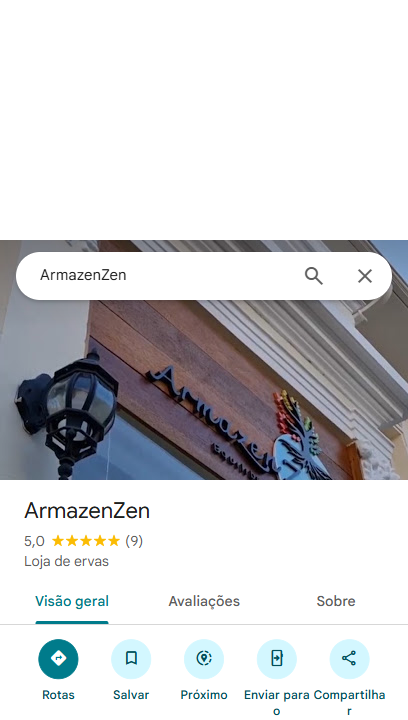 ArmazenZen
Armazen
ArmazenZen
5,0 ★★★★★ (9)
Loja de ervas
Visão geral
Avaliações
Sobre
Rotas
Salvar
Próximo
Enviar para o
Compartilhar